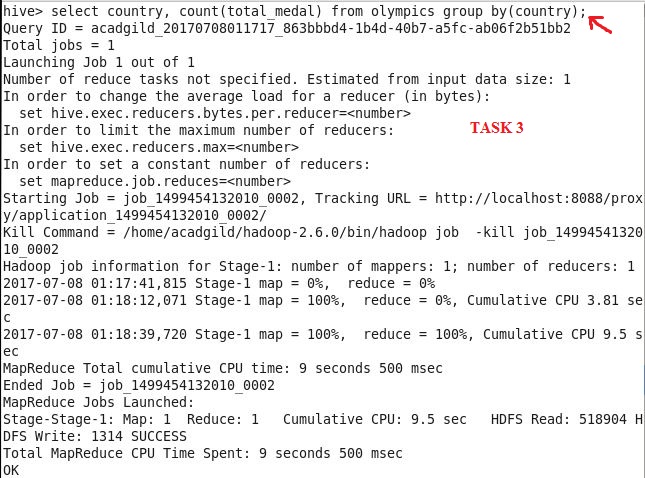 hive> select country, count(total_medal) from olympics group by(country);
Query ID = acadgild_20170708011717_863bbbd4-1b4d-40b7-a5fc-ab06f2b51bb2
Total jobs = 1
Launching Job 1 out of 1
Number of reduce tasks not specified. Estimated from input data size: 1
In order to change the average load for a reducer (in bytes):
  set hive.exec.reducers.bytes.per.reducer=<number>
In order to limit the maximum number of reducers:
TASK 3
  set hive.exec.reducers.max=<number>
In order to set a constant number of reducers:
  set mapreduce.job.reduces=<number>
Starting Job = job_1499454132010_0002, Tracking URL = http://localhost:8088/prox
y/application_1499454132010_0002/
Kill Command = /home/acadgild/hadoop-2.6.0/bin/hadoop job  -kill job_14994541320
10_0002
Hadoop job information for Stage-1: number of mappers: 1; number of reducers: 1
2017-07-08 01:17:41,815 Stage-1 map = 0%,  reduce = 0%
2017-07-08 01:18:12,071 Stage-1 map = 100%,  reduce = 0%, Cumulative CPU 3.81 se
c
2017-07-08 01:18:39,720 Stage-1 map = 100%,  reduce = 100%, Cumulative CPU 9.5 s
ec
MapReduce Total cumulative CPU time: 9 seconds 500 msec
Ended Job = job_1499454132010_0002
MapReduce Jobs Launched:
Stage-Stage-1: Map: 1  Reduce: 1   Cumulative CPU: 9.5 sec   HDFS Read: 518904 H
DFS Write: 1314 SUCCESS
Total MapReduce CPU Time Spent: 9 seconds 500 msec
OK